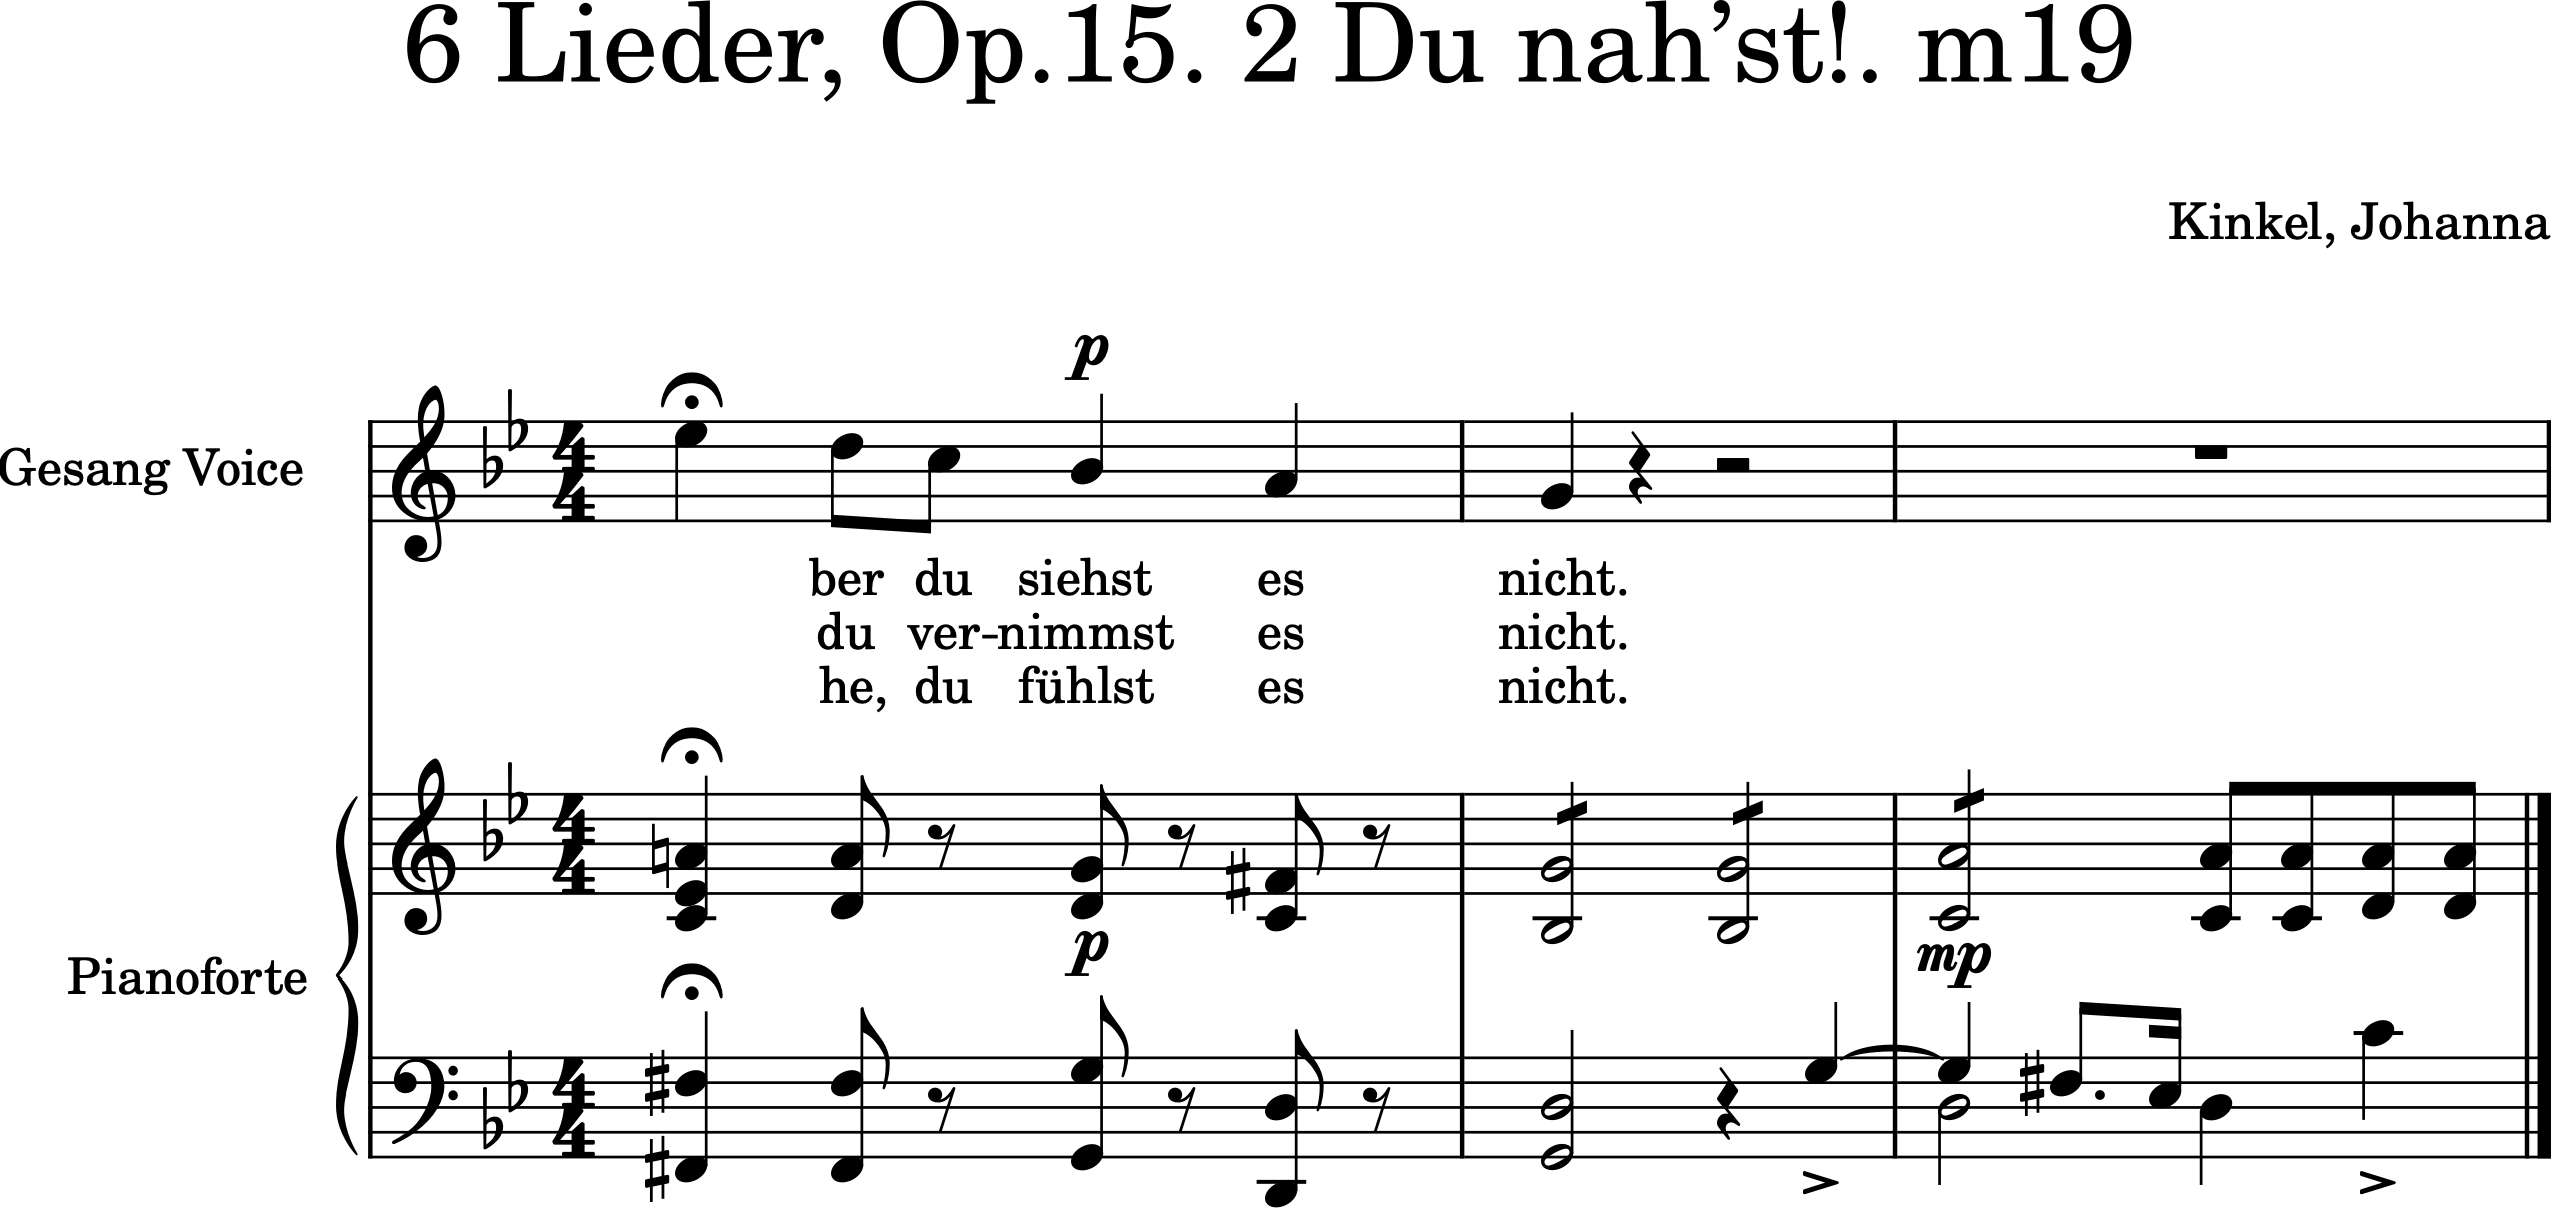 6 Lieder, Op.15. 2 Du nah’st!. m19
Kinkel, Johanna
p
Gesang Voice
ber du siehst es nicht.
du ver-nimmst es nicht.
he, du fühlst es nicht.
p
mp
Pianoforte